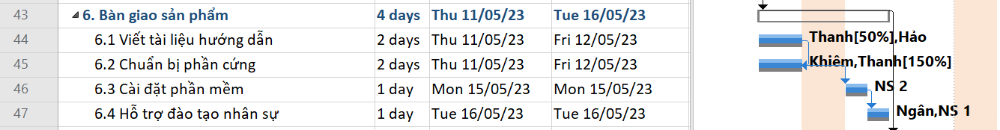 43 6. Bàn giao sản phẩm 4 days Thu 11/05/23 Tue 16/05/23
44 6.1 Viết tài liệu hướng dẫn 2 days Thu 11/05/23 Fri 12/05/23 Thanh[50%],Hảo
45 6.2 Chuẩn bị phần cứng 2 days Thu 11/05/23 Fri 12/05/23 Khiêm,Thanh[150%]
46 6.3 Cài đặt phần mềm 1 day Mon 15/05/23 Mon 15/05/23 NS 2
47 6.4 Hỗ trợ đào tạo nhân sự 1 day Tue 16/05/23 Tue 16/05/23 Ngân,NS 1